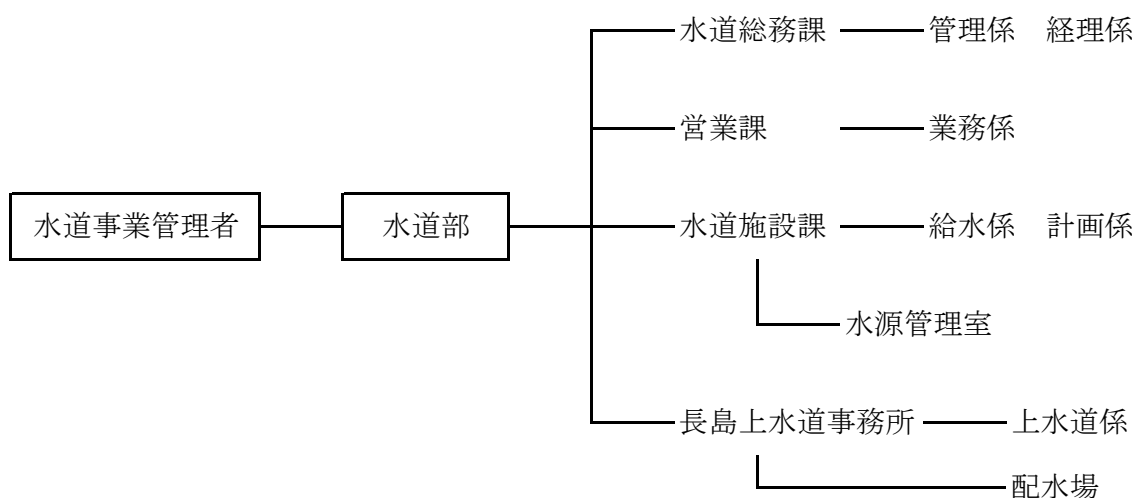 水道総務課 管理係 経理係
営業課 業務係
水道事業管理者 水道部 水道施設課 給水係 計画係
水源管理室
長島上水道事務所 上水道係
配水場